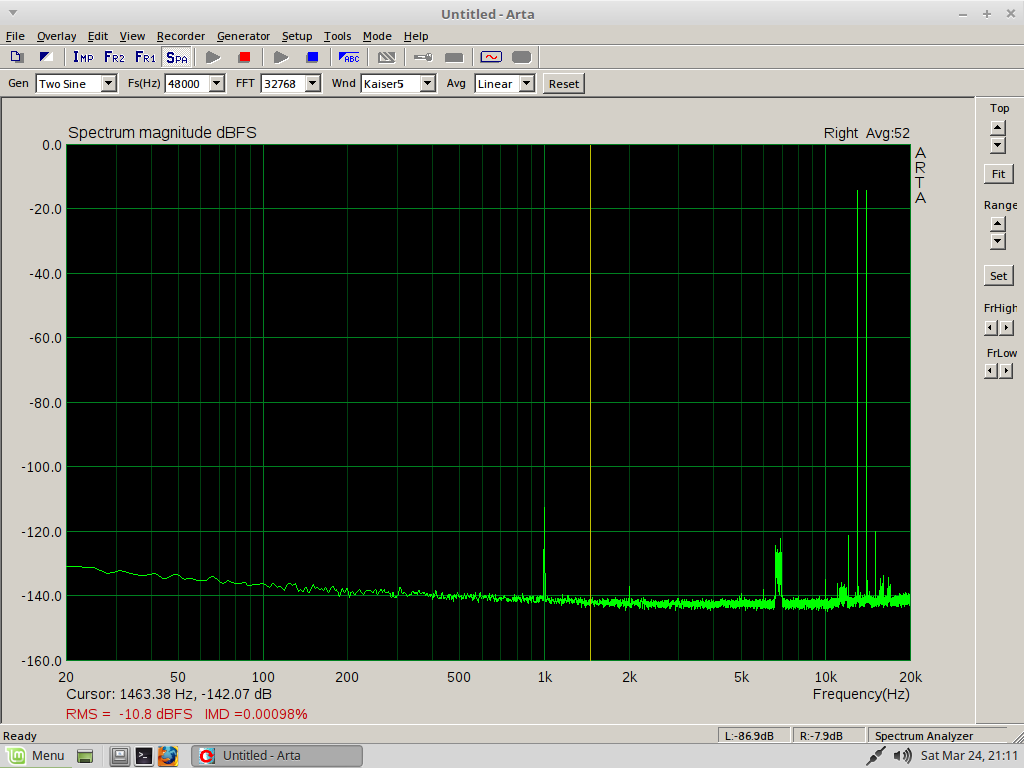 Untitled - Arta
File Overlay Edit View Recorder Generator Setup Tools Mode Help
IMP FR2 FR1 SPA ABC
Gen Two Sine Fs(Hz) 48000 FFT 32768 Wnd Kaiser5 Avg Linear Reset
Top
Spectrum magnitude dBFS Right Avg:52
0.0
A
R
T
A
Fit
-20.0
Range
-40.0
Set
FrHigh
-60.0
FrLow
-80.0
-100.0
-120.0
-140.0
-160.0
20 50 100 200 500 1k 2k 5k 10k 20k
Cursor: 1463.38 Hz, -142.07 dB Frequency(Hz)
RMS = -10.8 dBFS IMD =0.00098%
Ready L:-86.9dB R:-7.9dB Spectrum Analyzer
Menu Untitled - Arta Sat Mar 24, 21:11